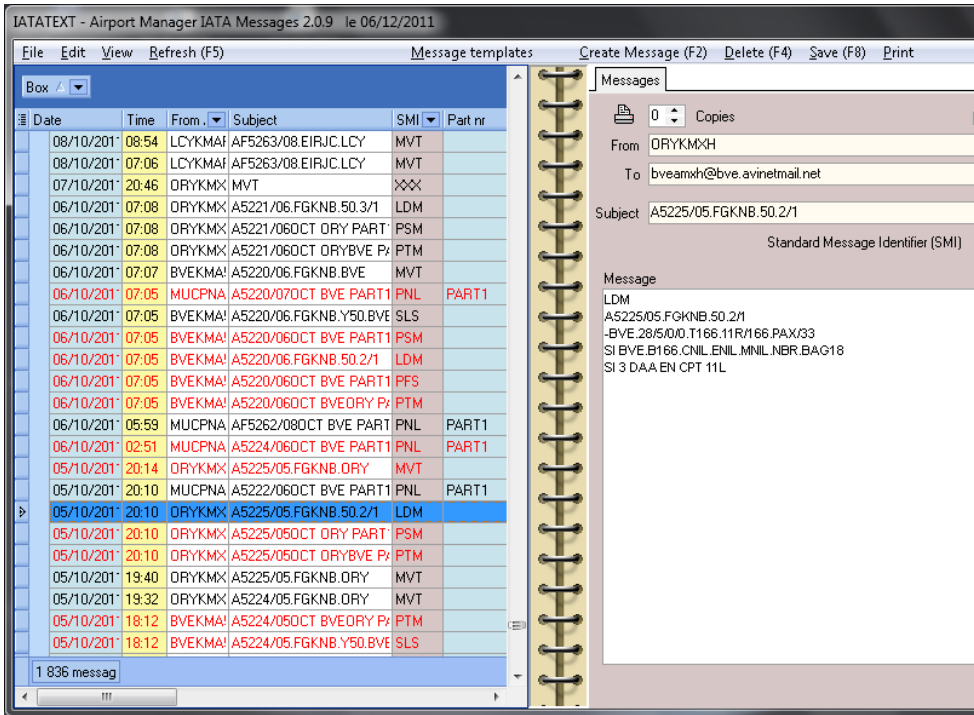 IATATEXT - Airport Manager IATA Messages 2.0.9 le 06/12/2011
File Edit View Refresh (F5) Message templates Create Message (F2) Delete (F4) Save (F8) Print
Box
Date Time From . Subject SMI Part nr
08/10/201 08:54 LCYKMAF AF5263/08.EIRJC.LCY MVT
08/10/201 07:06 LCYKMAF AF5263/08.EIRJC.LCY MVT
07/10/201 20:46 ORYKMX MVT XXX
06/10/201 07:08 ORYKMX A5221/06.FGKNB.50.3/1 LDM
06/10/201 07:08 ORYKMX A5221/06OCT ORY PART PSM
06/10/201 07:08 ORYKMX A5221/06OCT ORYBVE PTM
06/10/201 07:07 BVEKMA A5220/06.FGKNB.BVE MVT
06/10/201 07:05 MUCPNA A5220/07OCT BVE PART1 PNL PART1
06/10/201 07:05 BVEKMA A5220/06.FGKNB.Y50.BVE SLS
06/10/201 07:05 BVEKMA A5220/06OCT BVE PART1 PSM
06/10/201 07:05 BVEKMA A5220/06.FGKNB.50.2/1 LDM
06/10/201 07:05 BVEKMA A5220/06OCT BVE PART1 PFS
06/10/201 07:05 BVEKMA A5220/06OCT BVEORY PTM
06/10/201 05:59 MUCPNA AF5262/08OCT BVE PART PNL PART1
06/10/201 02:51 MUCPNA A5224/06OCT BVE PART1 PNL PART1
05/10/201 20:14 ORYKMX A5225/05.FGKNB.ORY MVT
05/10/201 20:10 MUCPNA A5222/06OCT BVE PART1 PNL PART1
05/10/201 20:10 ORYKMX A5225/05.FGKNB.50.2/1 LDM
05/10/201 20:10 ORYKMX A5225/05OCT ORY PART PSM
05/10/201 20:10 ORYKMX A5225/05OCT ORYBVE PTM
05/10/201 19:40 ORYKMX A5225/05.FGKNB.ORY MVT
05/10/201 19:32 ORYKMX A5224/05.FGKNB.ORY MVT
05/10/201 18:12 BVEKMA A5224/05OCT BVEORY PTM
05/10/201 18:12 BVEKMA A5224/05.FGKNB.Y50.BVE SLS
1 836 messag
Messages
0 Copies
From ORYKMXH
To bveamxh@bve.avinetmail.net
Subject A5225/05.FGKNB.50.2/1
Standard Message Identifier (SMI)
Message
LDM
A5225/05.FGKNB.50.2/1
-BVE.28/5/0/0.T166.11R/166.PAX/33
SI BVE.B166.CNIL.ENIL.MNIL.NBR.BAG18
SI 3 DAA EN CPT 11L